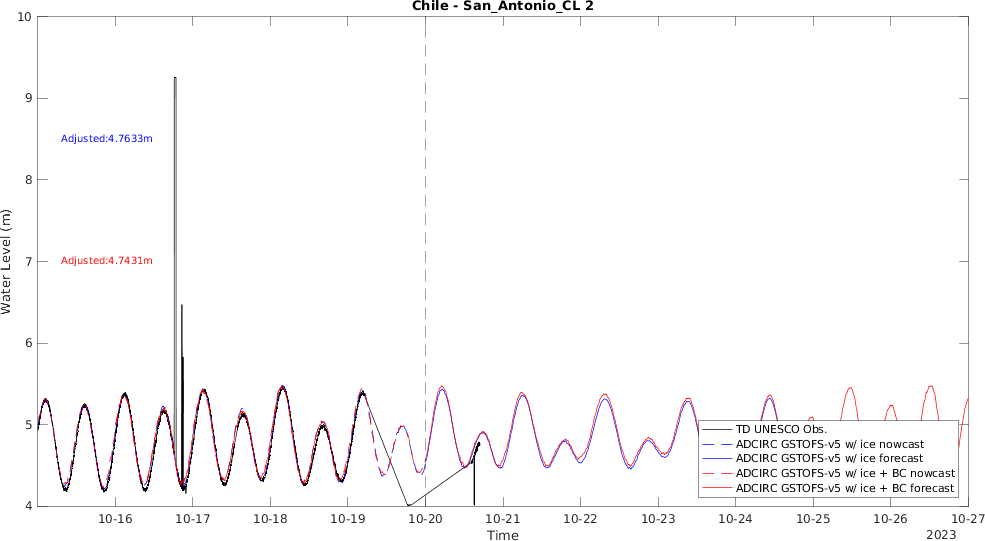 Chile - San_Antonio_CL 2
10
9
8
7
6
5
4
Water Level (m)
Adjusted:4.7633m
Adjusted:4.7431m
TD UNESCO Obs.
ADCIRC GSTOFS-v5 w/ ice nowcast
ADCIRC GSTOFS-v5 w/ ice forecast
ADCIRC GSTOFS-v5 w/ ice + BC nowcast
ADCIRC GSTOFS-v5 w/ ice + BC forecast
10-16 10-17 10-18 10-19 10-20 10-21 10-22 10-23 10-24 10-25 10-26 10-27
Time
2023